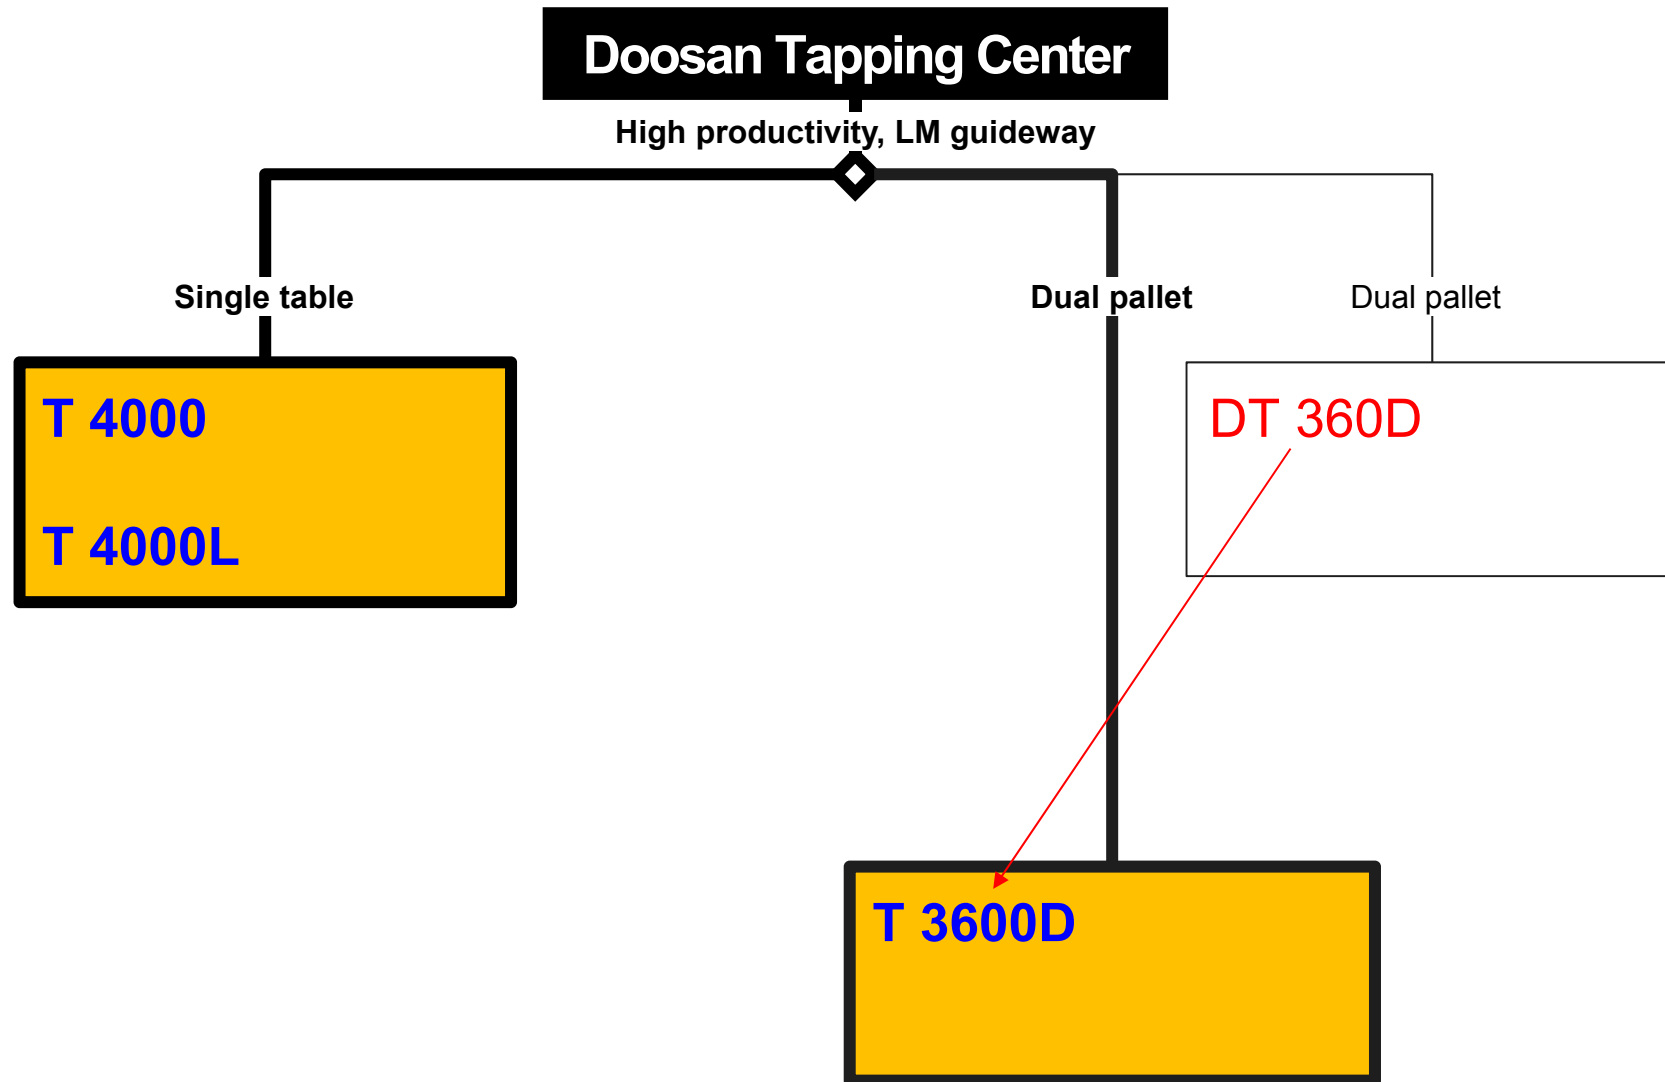 Doosan Tapping Center
High productivity, LM guideway
Single table
Dual pallet
Dual pallet
T 4000
T 4000L
DT 360D
T 3600D